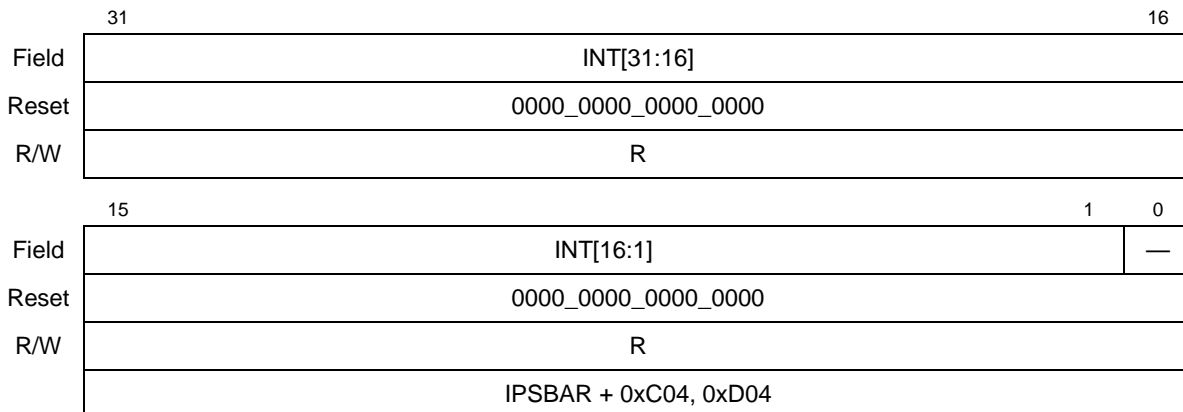 31 16
Field INT[31:16]
Reset 0000_0000_0000_0000
R/W R
15 1 0
Field INT[16:1] —
Reset 0000_0000_0000_0000
R/W R
IPSBAR + 0xC04, 0xD04